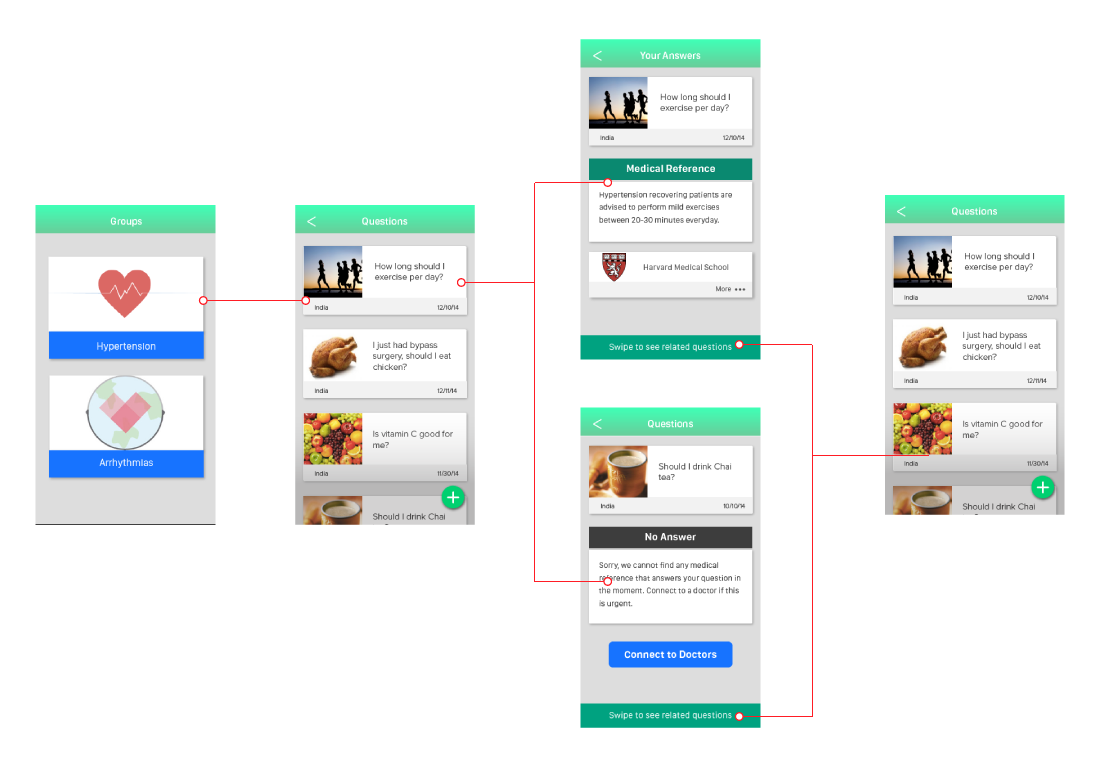 Groups
Hypertension
Arrhythmias
Questions
How long should I
exercise per day?
India
12/10/14
I just had bypass
surgery, should I eat
chicken?
India
12/11/14
Is vitamin C good for
me?
India
11/30/14
Should I drink Chai
Your Answers
How long should I
exercise per day?
India
12/10/14
Medical Reference
Hypertension recovering patients are
advised to perform mild exercises
between 20-30 minutes everyday.
Harvard Medical School
More
Swipe to see related questions
Questions
Should I drink Chai
tea?
India
10/10/14
No Answer
Sorry, we cannot find any medical
reference that answers your question in
the moment. Connect to a doctor if this
is urgent.
Connect to Doctors
Swipe to see related questions
Questions
How long should I
exercise per day?
India
12/10/14
I just had bypass
surgery, should I eat
chicken?
India
12/11/14
Is vitamin C good for
me?
India
11/30/14
Should I drink Chai